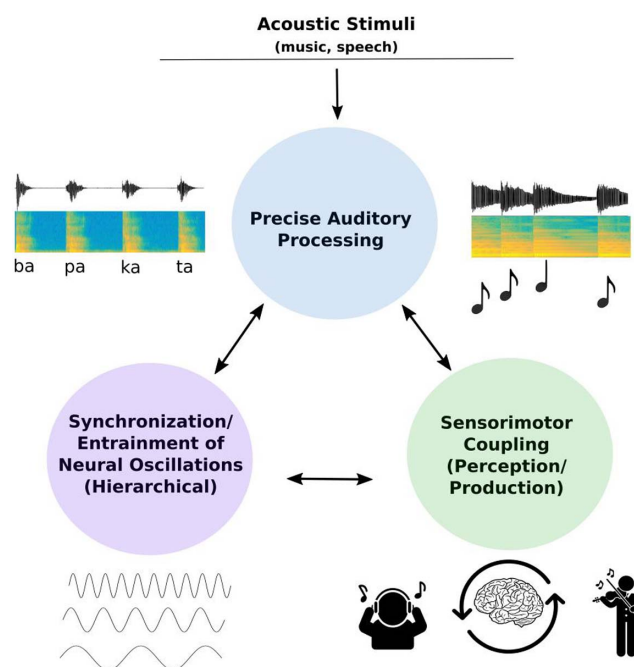 Acoustic Stimuli
(music, speech)
Precise Auditory
Processing
ba pa ka ta
Synchronization/
Entrainment of
Neural Oscillations
(Hierarchical)
Sensorimotor
Coupling
(Perception/
Production)